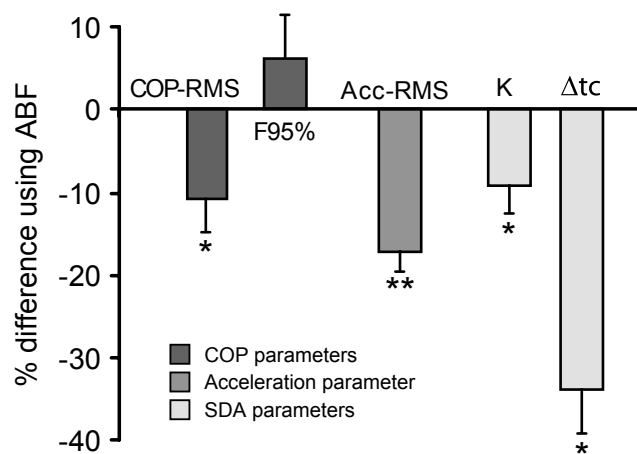 % difference using ABF
10
0
-10
-20
-30
-40
COP-RMS
F95%
Acc-RMS
K
Δtc
*
**
*
*
COP parameters
Acceleration parameter
SDA parameters